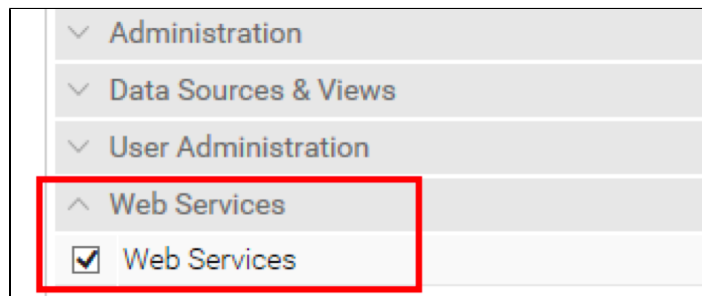 Administration
Data Sources & Views
User Administration
Web Services
Web Services